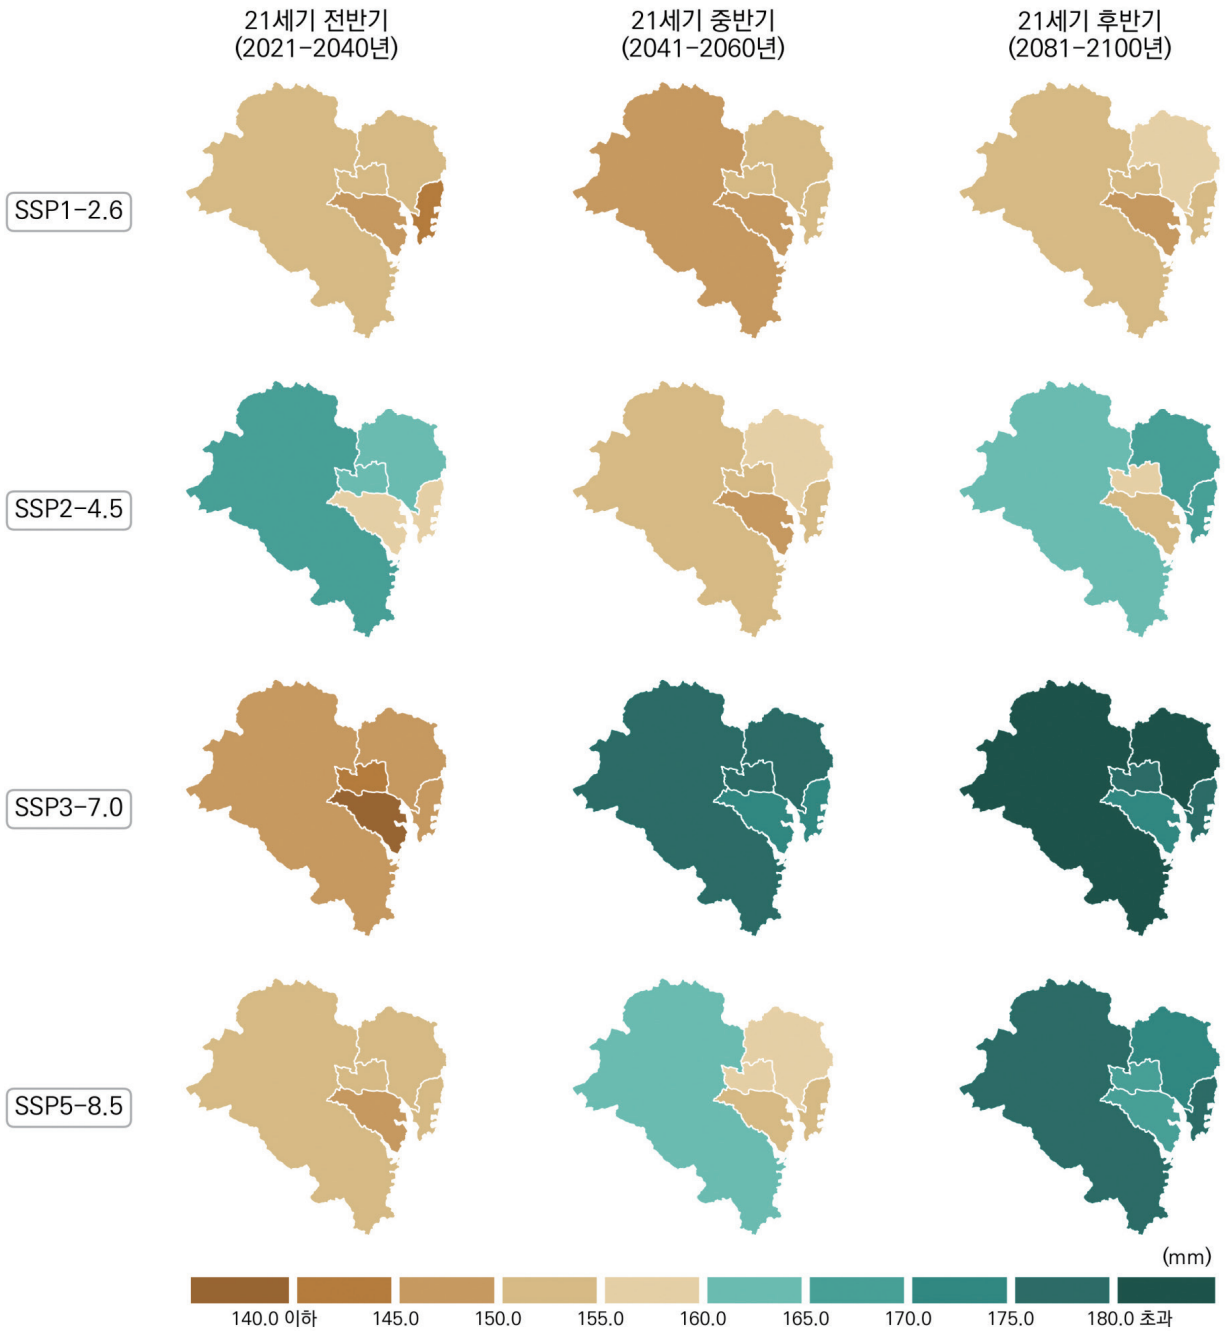 21세기 전반기
(2021-2040년)
21세기 중반기
(2041-2060년)
21세기 후반기
(2081-2100년)
SSP1-2.6
SSP2-4.5
SSP3-7.0
SSP5-8.5
(mm)
140.0 이하 145.0 150.0 155.0 160.0 165.0 170.0 175.0 180.0 초과